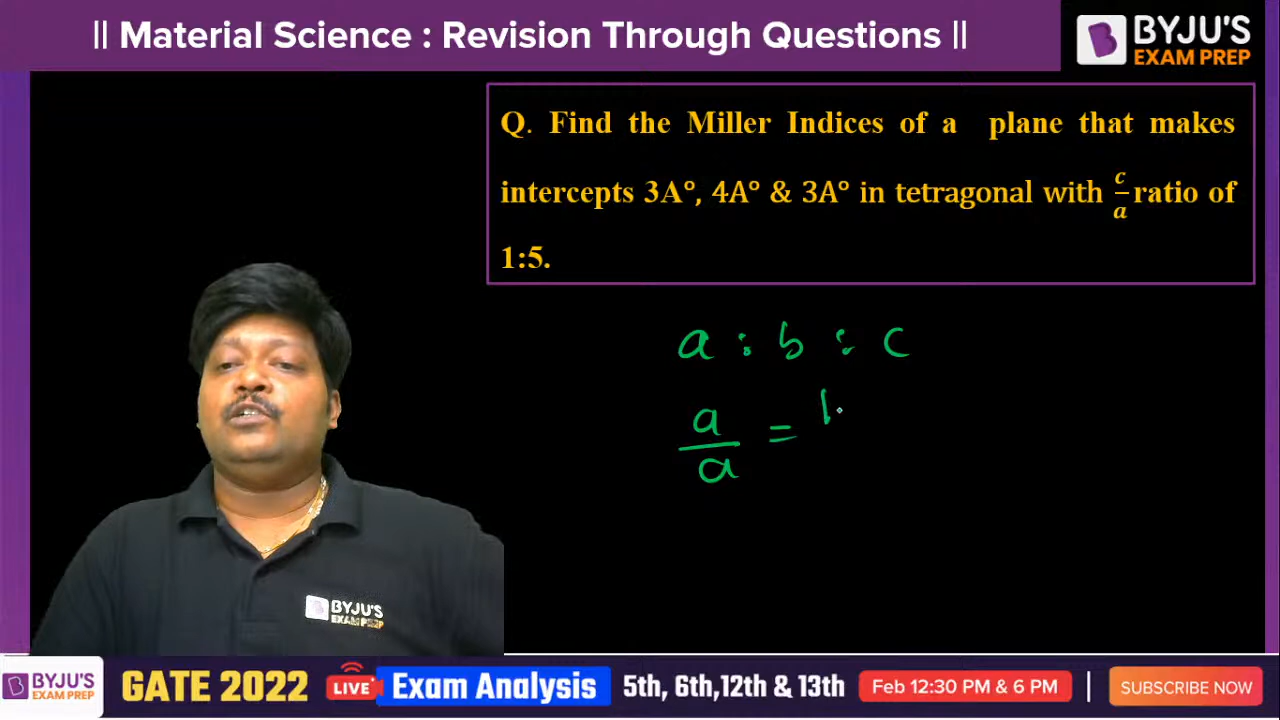 || Material Science : Revision Through Questions ||
BYJU'S
EXAM PREP
Q. Find the Miller Indices of a plane that makes
intercepts 3A°, 4A° & 3A° in tetragonal with c/a ratio of
1:5.
a : b : c
a/a =
BYJU'S
EXAM PREP
BYJU'S
EXAM PREP
GATE 2022
LIVE
Exam Analysis
5th, 6th,12th & 13th
Feb 12:30 PM & 6 PM
SUBSCRIBE NOW